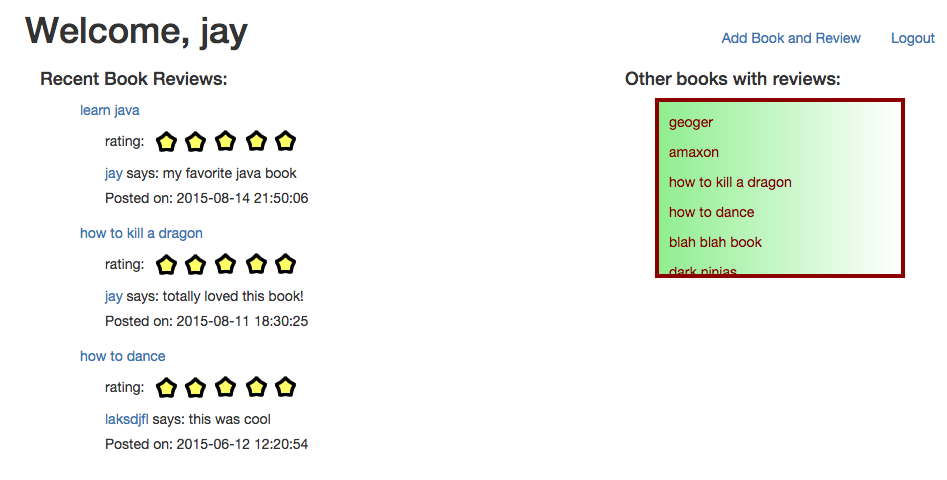 Welcome, jay
Add Book and Review
Logout
Recent Book Reviews:
learn java
rating:
jay says: my favorite java book
Posted on: 2015-08-14 21:50:06
how to kill a dragon
rating:
jay says: totally loved this book!
Posted on: 2015-08-11 18:30:25
how to dance
rating:
laksdjfl says: this was cool
Posted on: 2015-06-12 12:20:54
Other books with reviews:
geoger
amaxon
how to kill a dragon
how to dance
blah blah book
dark ninjas